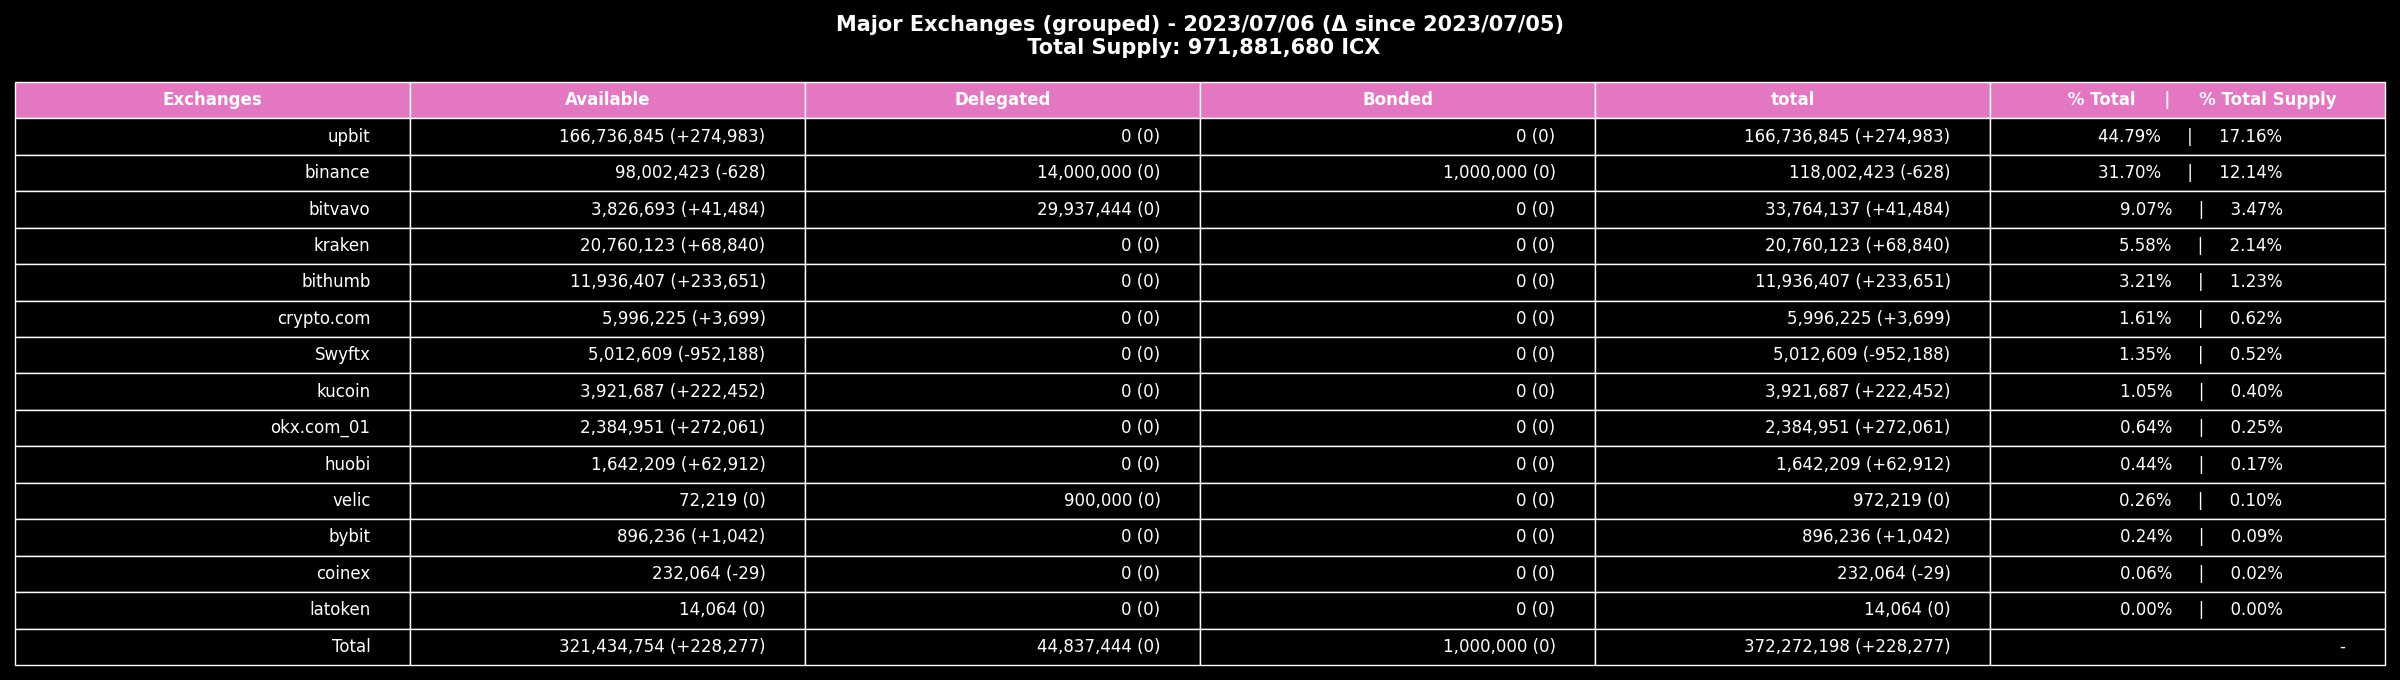 Major Exchanges (grouped) - 2023/07/06 (Δ since 2023/07/05)
Total Supply: 971,881,680 ICX
Exchanges Available Delegated Bonded total % Total | % Total Supply
upbit 166,736,845 (+274,983) 0 (0) 0 (0) 166,736,845 (+274,983) 44.79% | 17.16%
binance 98,002,423 (-628) 14,000,000 (0) 1,000,000 (0) 118,002,423 (-628) 31.70% | 12.14%
bitvavo 3,826,693 (+41,484) 29,937,444 (0) 0 (0) 33,764,137 (+41,484) 9.07% | 3.47%
kraken 20,760,123 (+68,840) 0 (0) 0 (0) 20,760,123 (+68,840) 5.58% | 2.14%
bithumb 11,936,407 (+233,651) 0 (0) 0 (0) 11,936,407 (+233,651) 3.21% | 1.23%
crypto.com 5,996,225 (+3,699) 0 (0) 0 (0) 5,996,225 (+3,699) 1.61% | 0.62%
Swyftx 5,012,609 (-952,188) 0 (0) 0 (0) 5,012,609 (-952,188) 1.35% | 0.52%
kucoin 3,921,687 (+222,452) 0 (0) 0 (0) 3,921,687 (+222,452) 1.05% | 0.40%
okx.com_01 2,384,951 (+272,061) 0 (0) 0 (0) 2,384,951 (+272,061) 0.64% | 0.25%
huobi 1,642,209 (+62,912) 0 (0) 0 (0) 1,642,209 (+62,912) 0.44% | 0.17%
velic 72,219 (0) 900,000 (0) 0 (0) 972,219 (0) 0.26% | 0.10%
bybit 896,236 (+1,042) 0 (0) 0 (0) 896,236 (+1,042) 0.24% | 0.09%
coinex 232,064 (-29) 0 (0) 0 (0) 232,064 (-29) 0.06% | 0.02%
latoken 14,064 (0) 0 (0) 0 (0) 14,064 (0) 0.00% | 0.00%
Total 321,434,754 (+228,277) 44,837,444 (0) 1,000,000 (0) 372,272,198 (+228,277) -